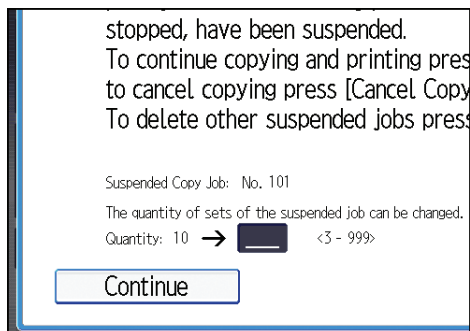 stopped, have been suspended.
To continue copying and printing pres
to cancel copying press [Cancel Copy
To delete other suspended jobs press
Suspended Copy Job: No. 101
The quantity of sets of the suspended job can be changed.
Quantity: 10 → ___ <3 - 999>
Continue